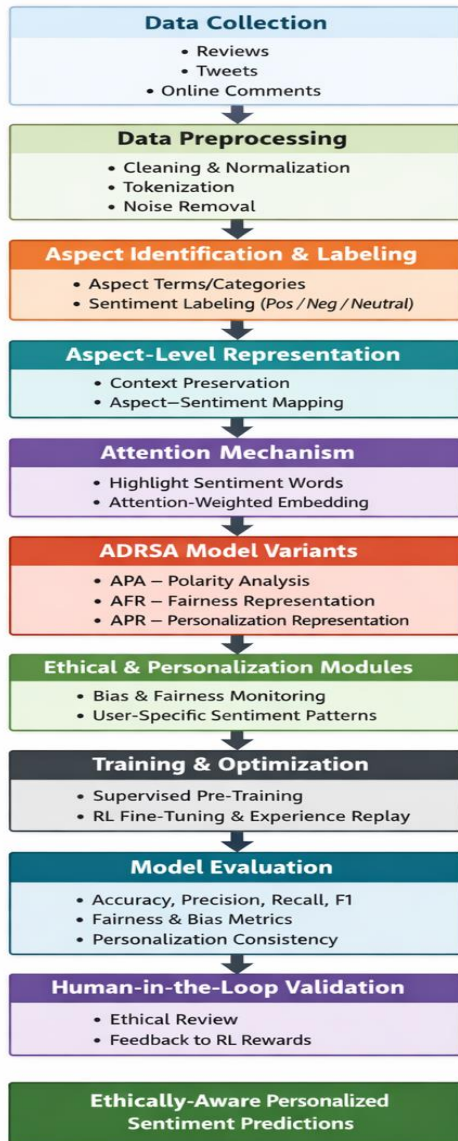 Data Collection
• Reviews
• Tweets
• Online Comments
Data Preprocessing
• Cleaning & Normalization
• Tokenization
• Noise Removal
Aspect Identification & Labeling
• Aspect Terms/Categories
• Sentiment Labeling (Pos / Neg / Neutral)
Aspect-Level Representation
• Context Preservation
• Aspect–Sentiment Mapping
Attention Mechanism
• Highlight Sentiment Words
• Attention-Weighted Embedding
ADRSA Model Variants
• APA – Polarity Analysis
• AFR – Fairness Representation
• APR – Personalization Representation
Ethical & Personalization Modules
• Bias & Fairness Monitoring
• User-Specific Sentiment Patterns
Training & Optimization
• Supervised Pre-Training
• RL Fine-Tuning & Experience Replay
Model Evaluation
• Accuracy, Precision, Recall, F1
• Fairness & Bias Metrics
• Personalization Consistency
Human-in-the-Loop Validation
• Ethical Review
• Feedback to RL Rewards
Ethically-Aware Personalized
Sentiment Predictions